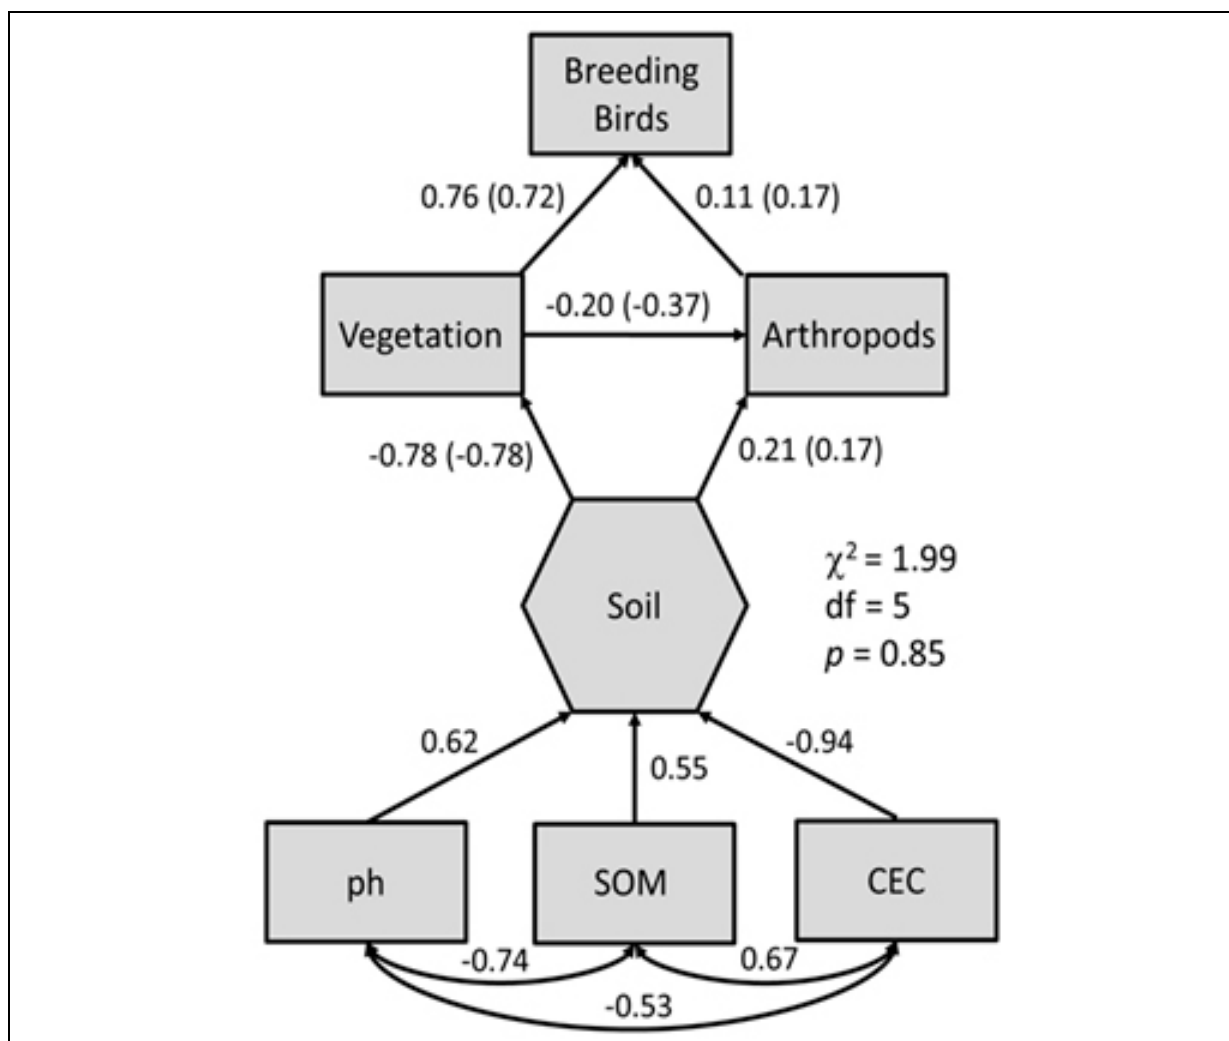 Breeding
Birds
0.76 (0.72)
0.11 (0.17)
-0.20 (-0.37)
Vegetation
Arthropods
-0.78 (-0.78)
0.21 (0.17)
χ² = 1.99
df = 5
p = 0.85
Soil
0.62
0.55
-0.94
ph
SOM
CEC
-0.74
0.67
-0.53